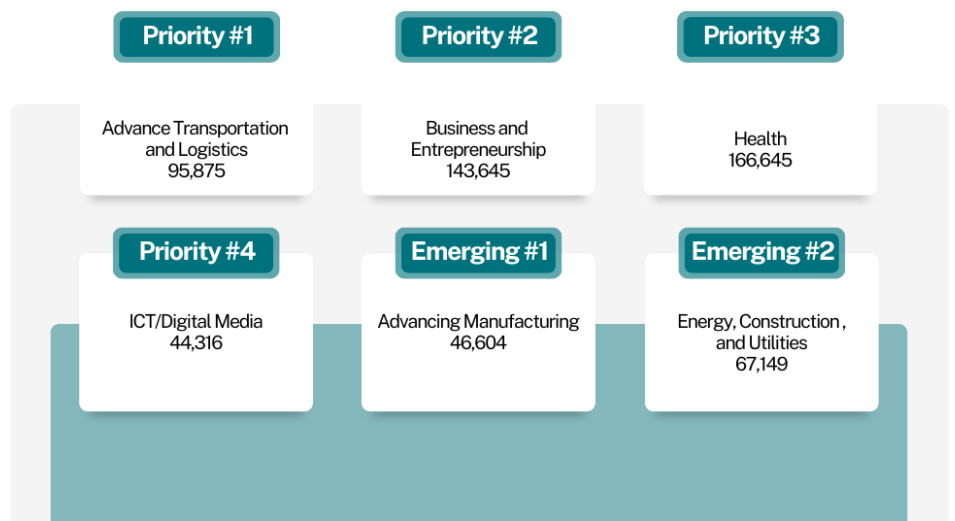 Priority #1
Advance Transportation
and Logistics
95,875
Priority #2
Business and
Entrepreneurship
143,645
Priority #3
Health
166,645
Priority #4
ICT/Digital Media
44,316
Emerging #1
Advancing Manufacturing
46,604
Emerging #2
Energy, Construction ,
and Utilities
67,149